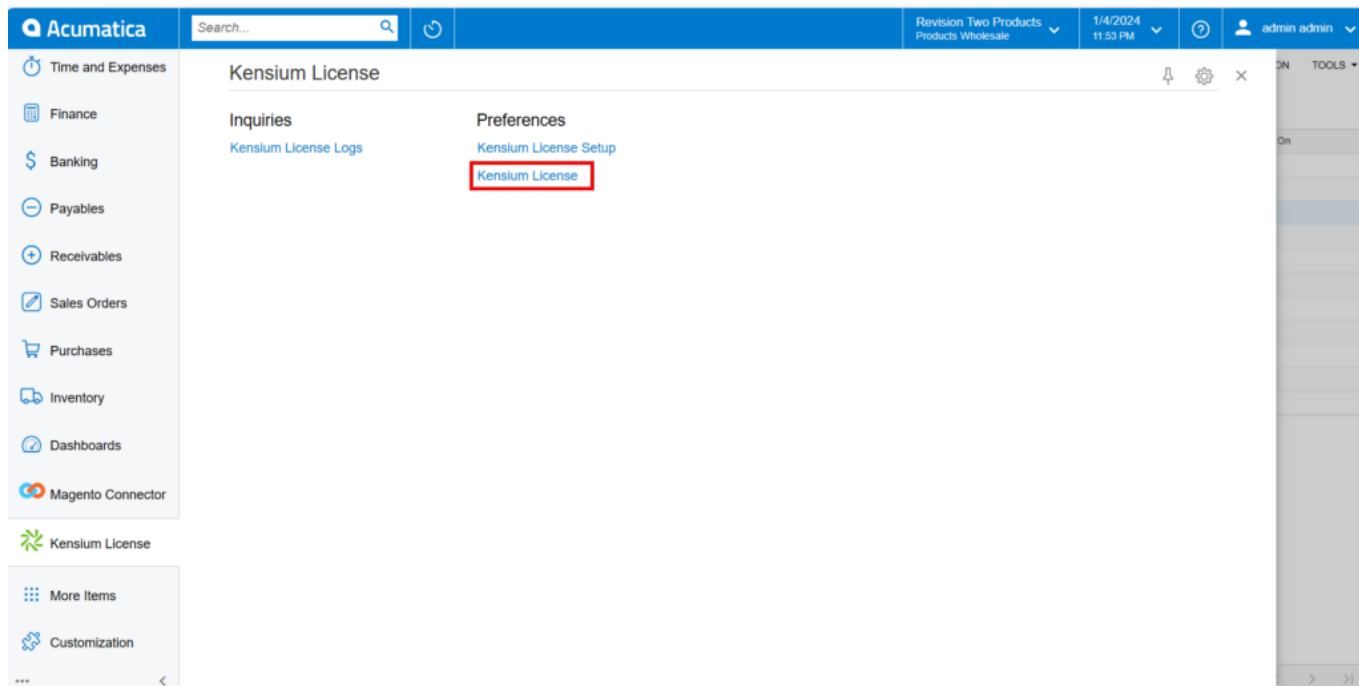 Acumatica
Search...
Revision Two Products
Products Wholesale
1/4/2024
11:53 PM
admin admin
Time and Expenses
Finance
Banking
Payables
Receivables
Sales Orders
Purchases
Inventory
Dashboards
Magento Connector
Kensium License
More Items
Customization
Kensium License
Inquiries
Kensium License Logs
Preferences
Kensium License Setup
Kensium License
ON TOOLS
On